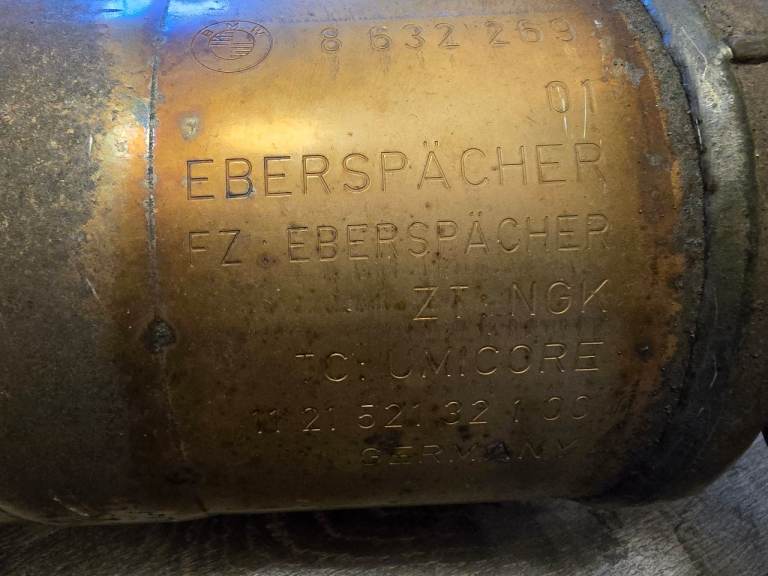 BMW 8 632 269
01
EBERSPÄCHER
FZ: EBERSPÄCHER
ZT: NGK
TC: UMICORE
11 21 521 32 1 00
GERMANY